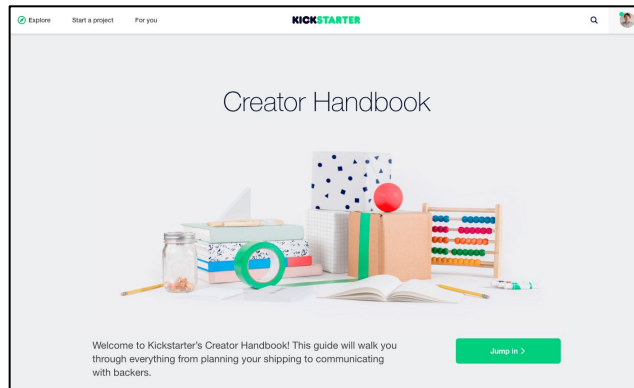 Explore Start a project For you KICKSTARTER
Creator Handbook
Welcome to Kickstarter's Creator Handbook! This guide will walk you
through everything from planning your shipping to communicating
with backers.
Jump in >